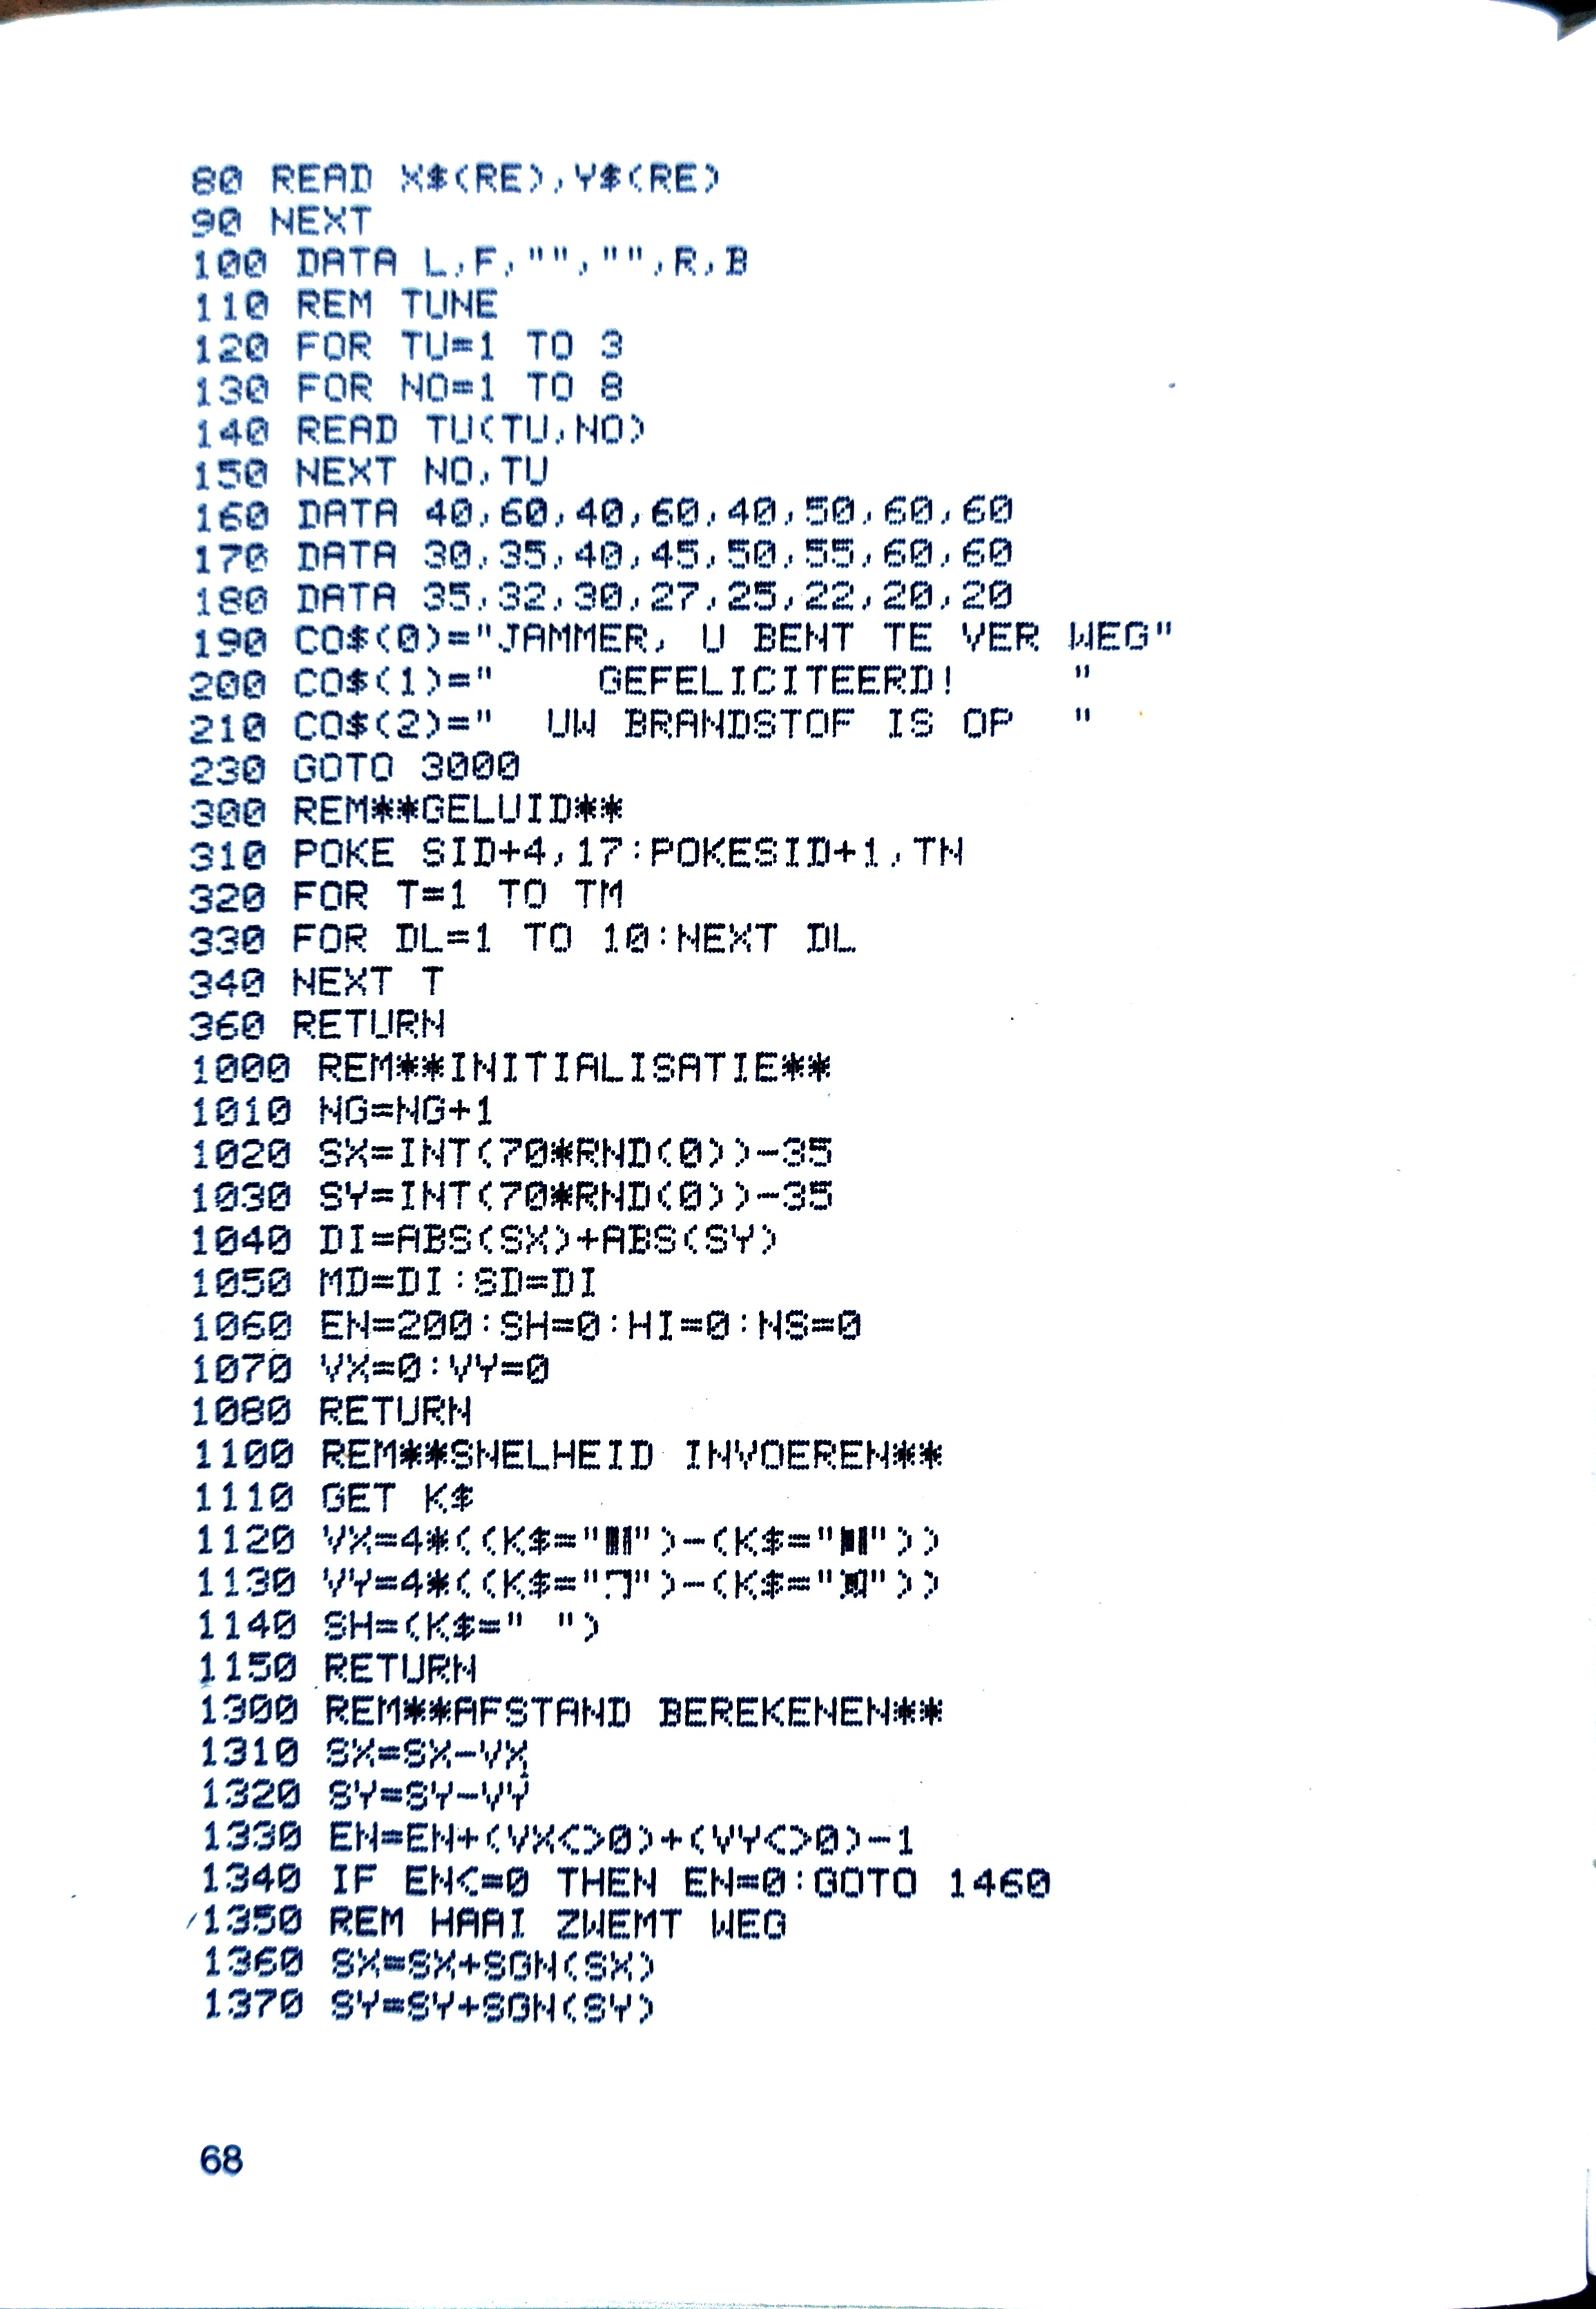 80 READ X$(RE),Y$(RE)
90 NEXT
100 DATA L,F,"","",R,B
110 REM TUNE
120 FOR TU=1 TO 3
130 FOR NO=1 TO 8
140 READ TU(TU,NO)
150 NEXT NO,TU
160 DATA 40,60,40,60,40,50,60,60
170 DATA 30,35,40,45,50,55,60,60
180 DATA 35,32,30,27,25,22,20,20
190 CO$(0)="JAMMER, U BENT TE VER WEG"
200 CO$(1)="    GEFELICITEERD!     "
210 CO$(2)="  UW BRANDSTOF IS OP  "
230 GOTO 3000
300 REM**GELUID**
310 POKE SID+4,17:POKESID+1,TN
320 FOR T=1 TO TM
330 FOR DL=1 TO 10:NEXT DL
340 NEXT T
360 RETURN
1000 REM**INITIALISATIE**
1010 NG=NG+1
1020 SX=INT(70*RND(0))-35
1030 SY=INT(70*RND(0))-35
1040 DI=ABS(SX)+ABS(SY)
1050 MD=DI:SD=DI
1060 EN=200:SH=0:HI=0:NS=0
1070 VX=0:VY=0
1080 RETURN
1100 REM**SNELHEID INVOEREN**
1110 GET K$
1120 VX=4*((K$="")-(K$=""))
1130 VY=4*((K$="")-(K$=""))
1140 SH=(K$=" ")
1150 RETURN
1300 REM**AFSTAND BEREKENEN**
1310 SX=SX-VX
1320 SY=SY-VY
1330 EN=EN+(VX<>0)+(VY<>0)-1
1340 IF EN<=0 THEN EN=0:GOTO 1460
1350 REM HAAI ZWEMT WEG
1360 SX=SX+SGN(SX)
1370 SY=SY+SGN(SY)
68